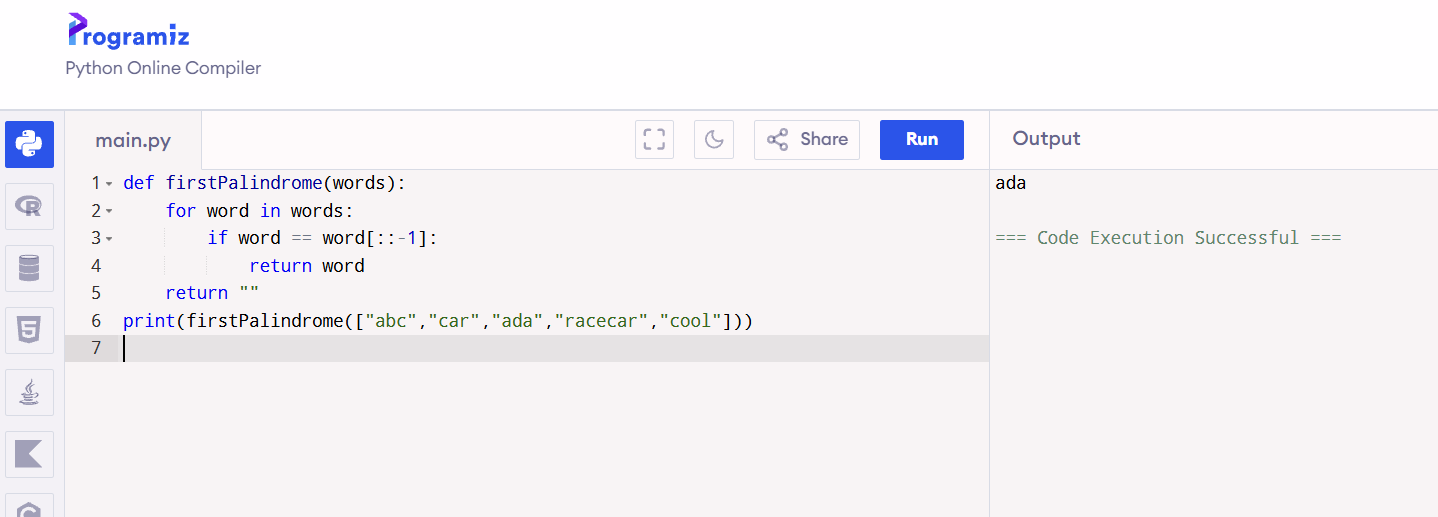 Programiz
Python Online Compiler
main.py
Share
Run
Output
1 def firstPalindrome(words):
2     for word in words:
3         if word == word[::-1]:
4             return word
5     return ""
6 print(firstPalindrome(["abc","car","ada","racecar","cool"]))
7
ada
=== Code Execution Successful ===
R
5
C